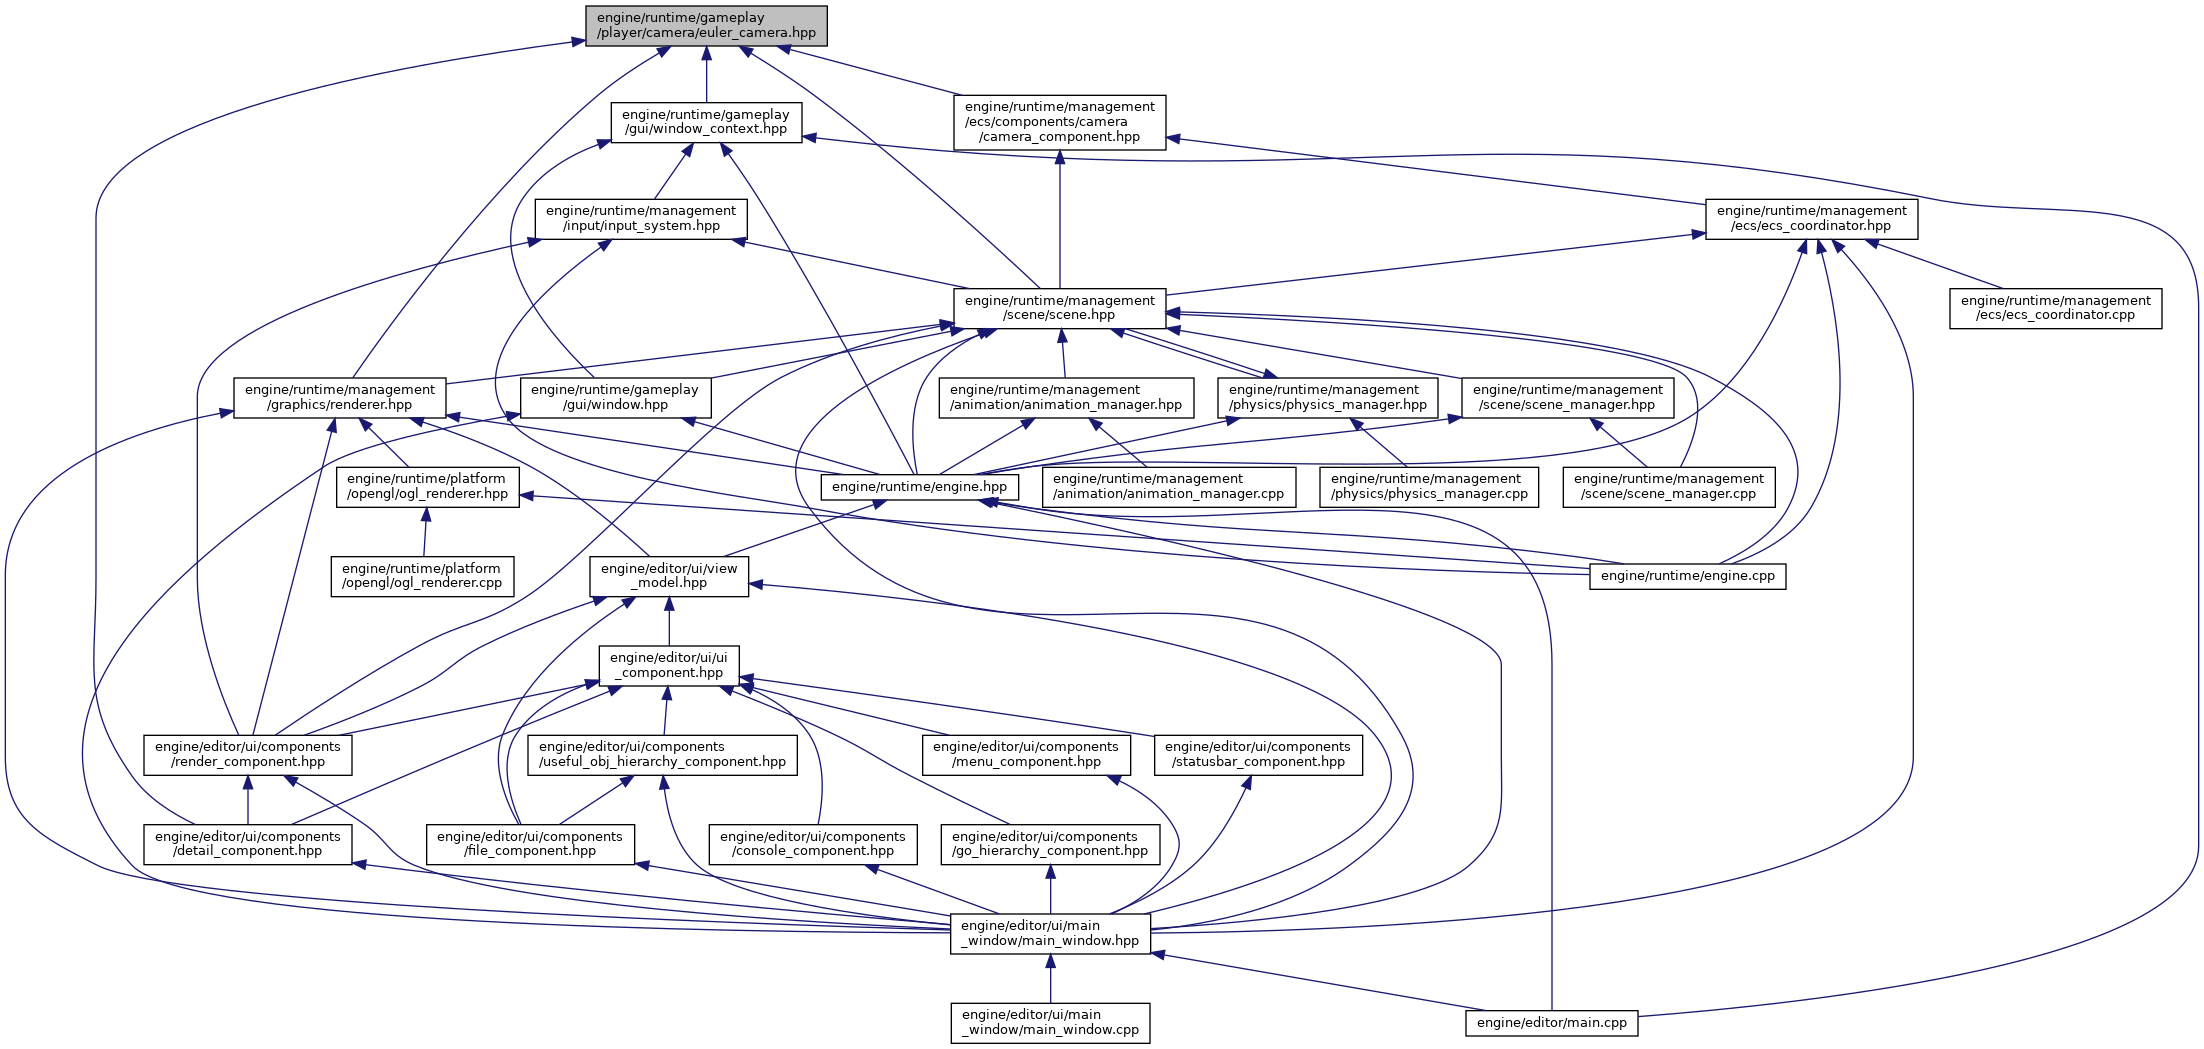 engine/runtime/gameplay
/player/camera/euler_camera.hpp
engine/runtime/gameplay
/gui/window_context.hpp
engine/runtime/management
/ecs/components/camera
/camera_component.hpp
engine/runtime/management
/input/input_system.hpp
engine/runtime/management
/ecs/ecs_coordinator.hpp
engine/runtime/management
/scene/scene.hpp
engine/runtime/management
/ecs/ecs_coordinator.cpp
engine/runtime/management
/graphics/renderer.hpp
engine/runtime/gameplay
/gui/window.hpp
engine/runtime/management
/animation/animation_manager.hpp
engine/runtime/management
/physics/physics_manager.hpp
engine/runtime/management
/scene/scene_manager.hpp
engine/runtime/platform
/opengl/ogl_renderer.hpp
engine/runtime/engine.hpp
engine/runtime/management
/animation/animation_manager.cpp
engine/runtime/management
/physics/physics_manager.cpp
engine/runtime/management
/scene/scene_manager.cpp
engine/runtime/platform
/opengl/ogl_renderer.cpp
engine/editor/ui/view
_model.hpp
engine/runtime/engine.cpp
engine/editor/ui/ui
_component.hpp
engine/editor/ui/components
/render_component.hpp
engine/editor/ui/components
/useful_obj_hierarchy_component.hpp
engine/editor/ui/components
/menu_component.hpp
engine/editor/ui/components
/statusbar_component.hpp
engine/editor/ui/components
/detail_component.hpp
engine/editor/ui/components
/file_component.hpp
engine/editor/ui/components
/console_component.hpp
engine/editor/ui/components
/go_hierarchy_component.hpp
engine/editor/ui/main
_window/main_window.hpp
engine/editor/ui/main
_window/main_window.cpp
engine/editor/main.cpp